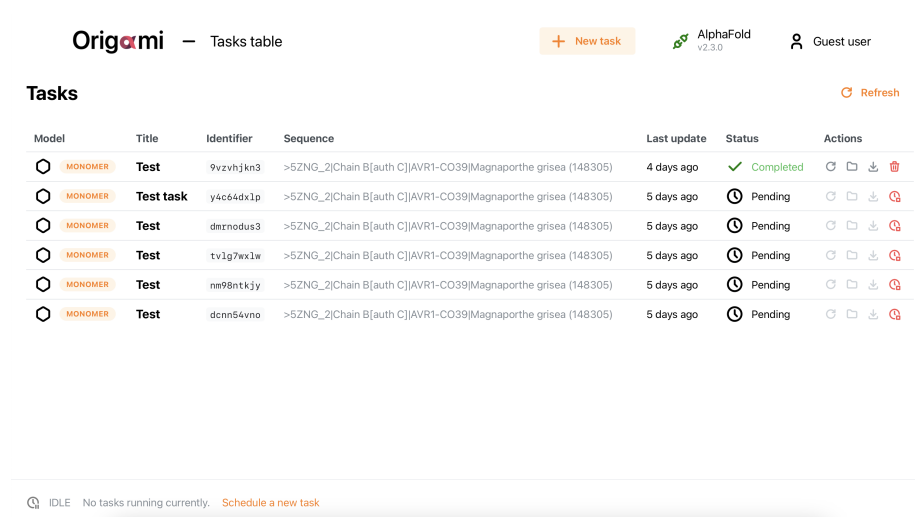 Origami — Tasks table New task AlphaFold v2.3.0 Guest user
Tasks Refresh
Model Title Identifier Sequence Last update Status Actions
MONOMER Test 9vzvhjkn3 >5ZNG_2|Chain B[auth C]|AVR1-CO39|Magnaporthe grisea (148305) 4 days ago Completed
MONOMER Test task y4c64dxlp >5ZNG_2|Chain B[auth C]|AVR1-CO39|Magnaporthe grisea (148305) 5 days ago Pending
MONOMER Test dmrnodus3 >5ZNG_2|Chain B[auth C]|AVR1-CO39|Magnaporthe grisea (148305) 5 days ago Pending
MONOMER Test tvlg7wxlw >5ZNG_2|Chain B[auth C]|AVR1-CO39|Magnaporthe grisea (148305) 5 days ago Pending
MONOMER Test nm98ntkjy >5ZNG_2|Chain B[auth C]|AVR1-CO39|Magnaporthe grisea (148305) 5 days ago Pending
MONOMER Test dcnn54vno >5ZNG_2|Chain B[auth C]|AVR1-CO39|Magnaporthe grisea (148305) 5 days ago Pending
IDLE No tasks running currently. Schedule a new task